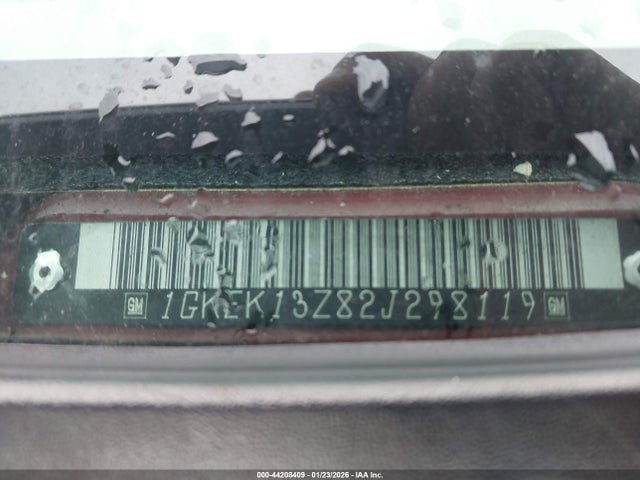 GM 1GKEK13Z82J298119 GM
000-44208409 - 01/23/2026 - IAA Inc.